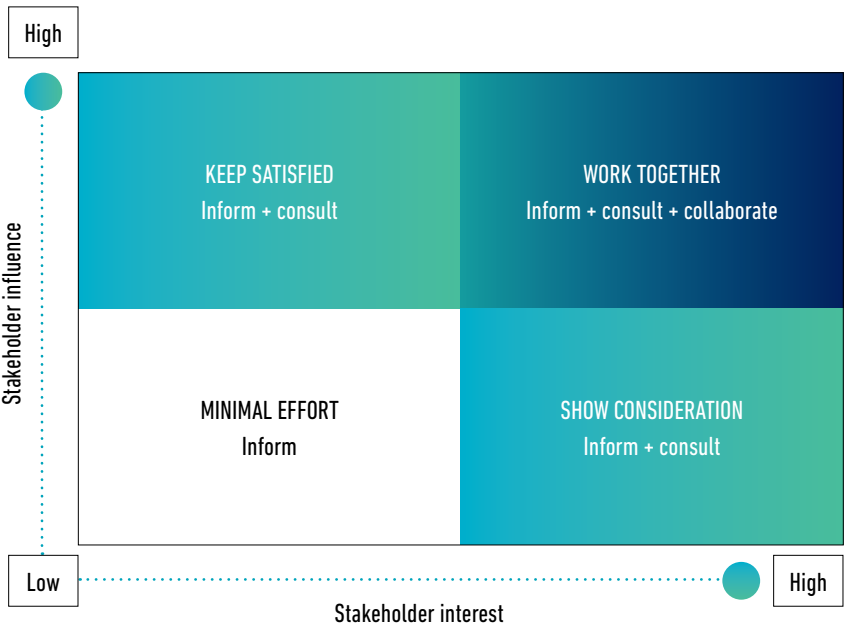 High
KEEP SATISFIED
Inform + consult
WORK TOGETHER
Inform + consult + collaborate
Stakeholder influence
MINIMAL EFFORT
Inform
SHOW CONSIDERATION
Inform + consult
Low
High
Stakeholder interest